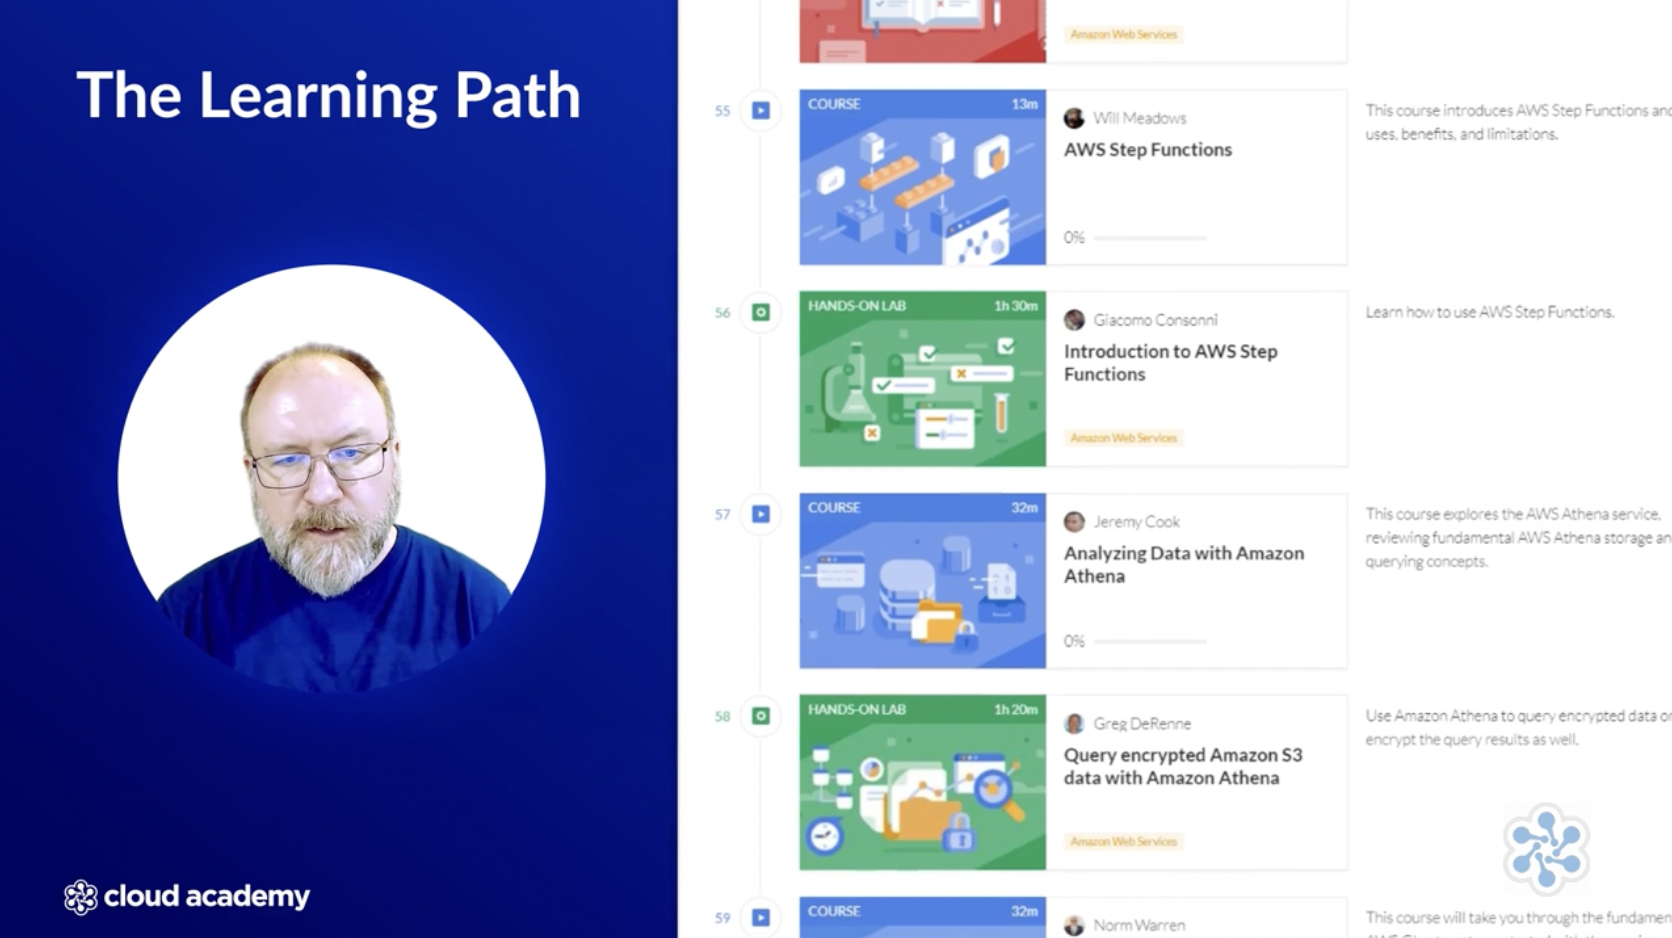 The Learning Path
cloud academy
Amazon Web Services
55
COURSE 13m
Will Meadows
AWS Step Functions
0%
This course introduces AWS Step Functions and
uses, benefits, and limitations.
56
HANDS-ON LAB 1h 30m
Giacomo Consonni
Introduction to AWS Step
Functions
Amazon Web Services
Learn how to use AWS Step Functions.
57
COURSE 32m
Jeremy Cook
Analyzing Data with Amazon
Athena
0%
This course explores the AWS Athena service,
reviewing fundamental AWS Athena storage an
querying concepts.
58
HANDS-ON LAB 1h 20m
Greg DeRenne
Query encrypted Amazon S3
data with Amazon Athena
Amazon Web Services
Use Amazon Athena to query encrypted data or
encrypt the query results as well.
59
COURSE 32m
Norm Warren
This course will take you through the fundamen